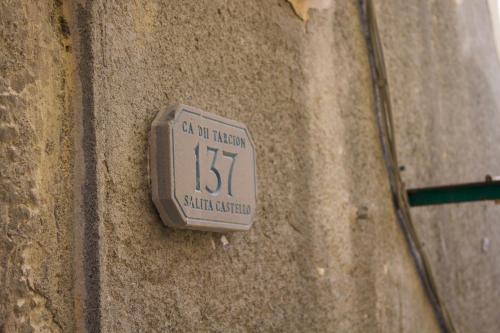 CA DU TARCION
137
SALITA CASTELLO